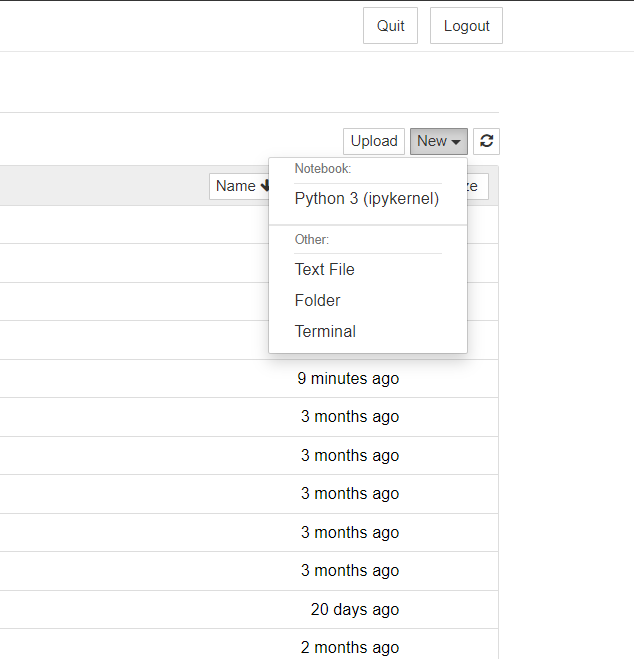 Quit Logout
Upload New
Name
Notebook:
Python 3 (ipykernel)
Other:
Text File
Folder
Terminal
9 minutes ago
3 months ago
3 months ago
3 months ago
3 months ago
3 months ago
20 days ago
2 months ago